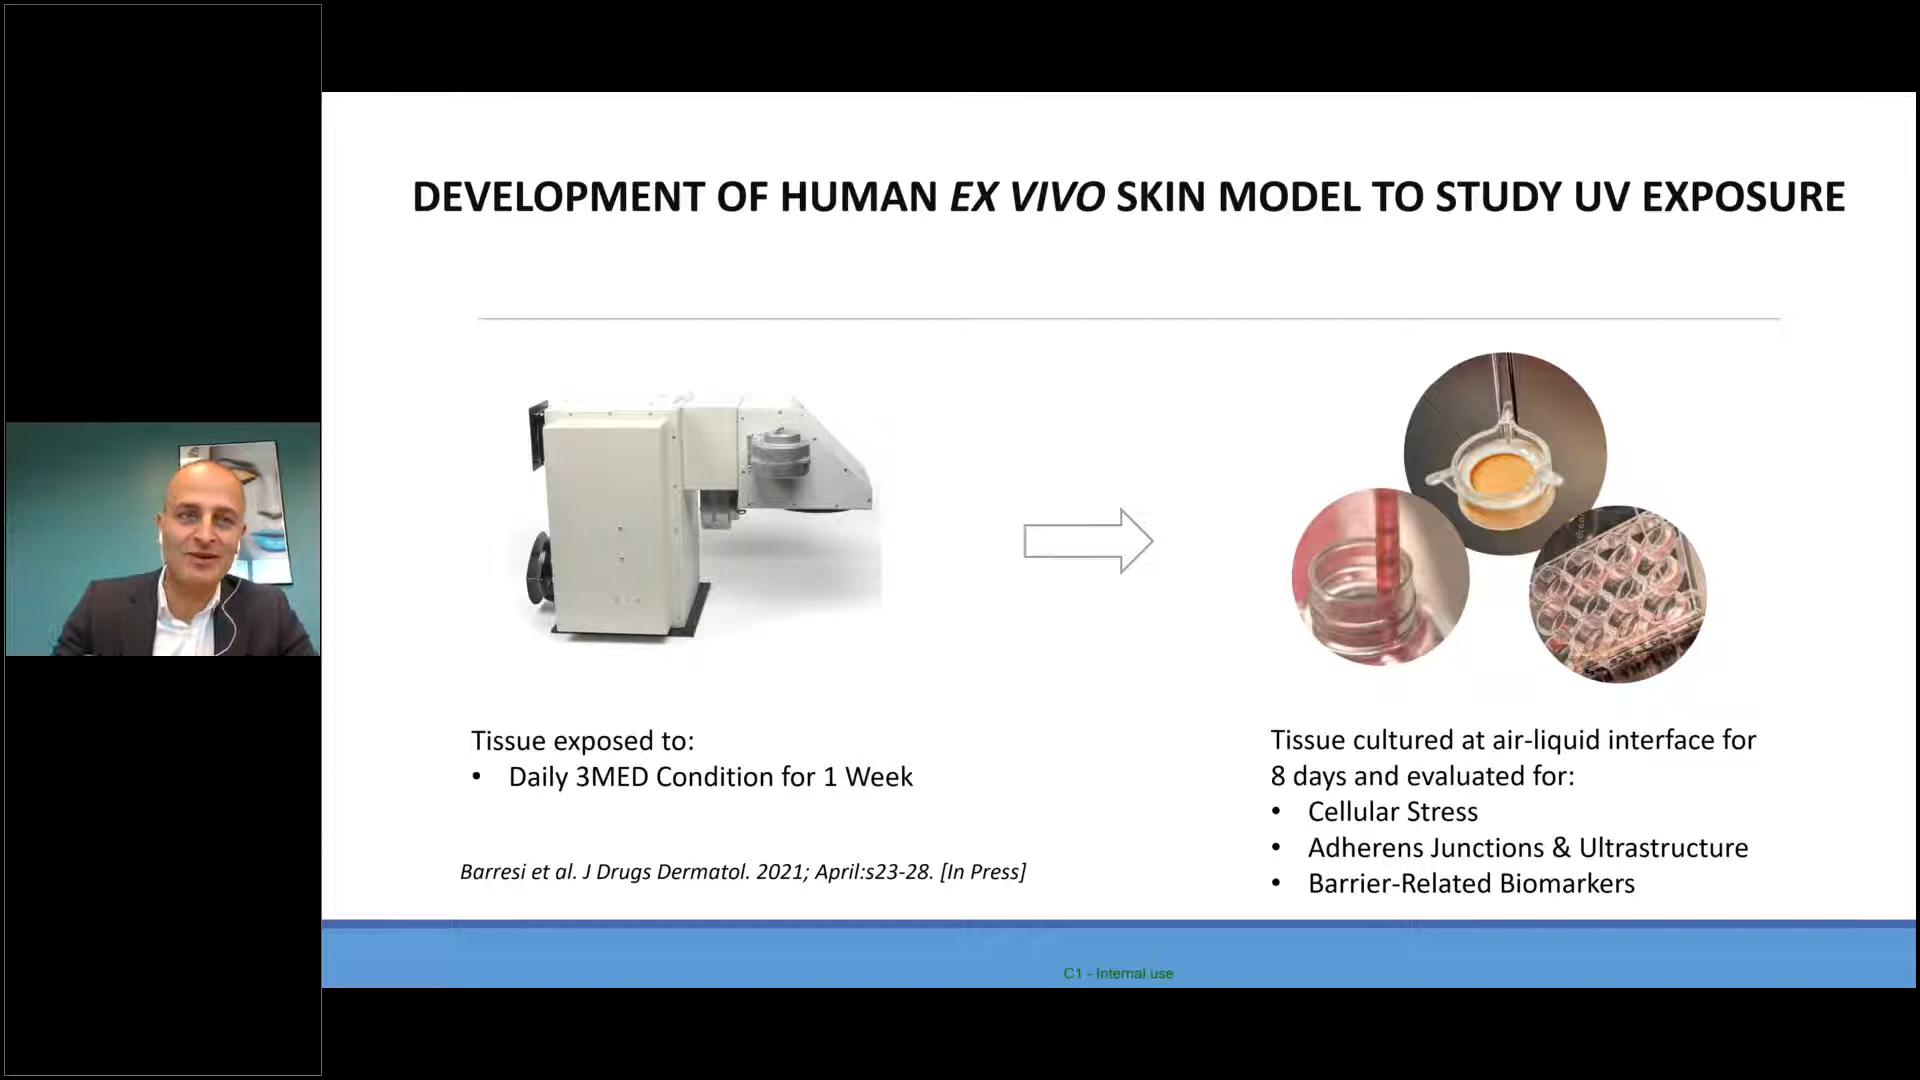 DEVELOPMENT OF HUMAN EX VIVO SKIN MODEL TO STUDY UV EXPOSURE
Tissue exposed to:
• Daily 3MED Condition for 1 Week
Barresi et al. J Drugs Dermatol. 2021; April:s23-28. [In Press]
Tissue cultured at air-liquid interface for
8 days and evaluated for:
• Cellular Stress
• Adherens Junctions & Ultrastructure
• Barrier-Related Biomarkers
C1 - Internal use